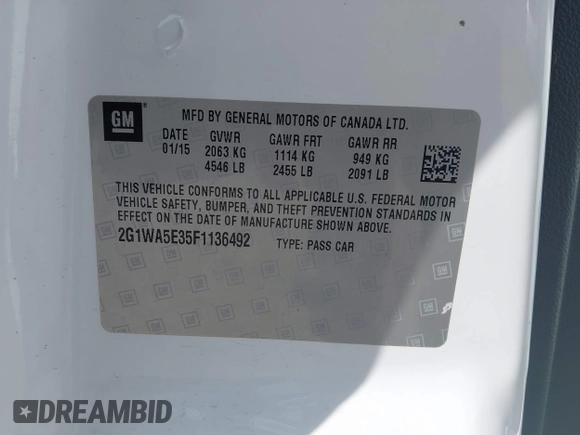 GM
MFD BY GENERAL MOTORS OF CANADA LTD.
DATE GVWR GAWR FRT GAWR RR
01/15 2063 KG 1114 KG 949 KG
4546 LB 2455 LB 2091 LB
THIS VEHICLE CONFORMS TO ALL APPLICABLE U.S. FEDERAL MOTOR
VEHICLE SAFETY, BUMPER, AND THEFT PREVENTION STANDARDS IN
EFFECT ON THE DATE OF MANUFACTURE SHOWN ABOVE.
2G1WA5E35F1136492 TYPE: PASS CAR
DREAMBID